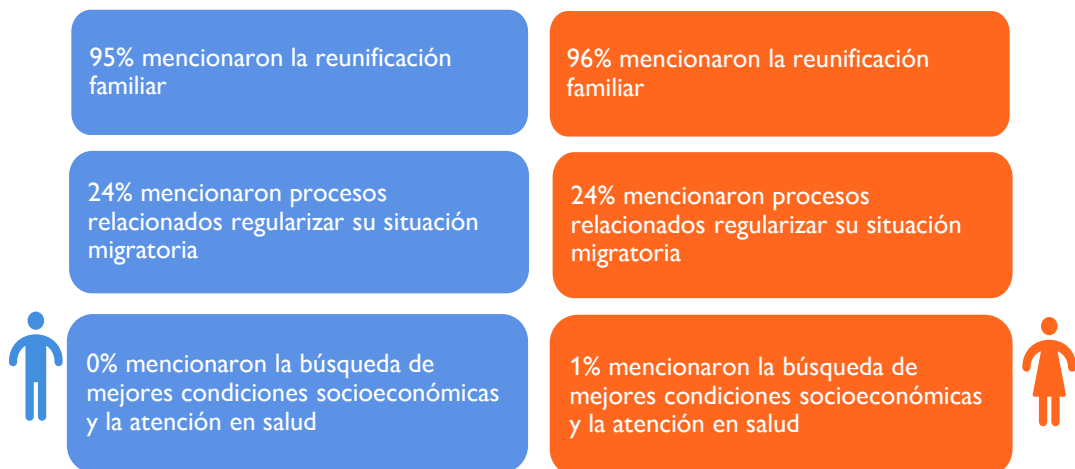 95% mencionaron la reunificación
familiar
96% mencionaron la reunificación
familiar
24% mencionaron procesos
relacionados regularizar su situación
migratoria
24% mencionaron procesos
relacionados regularizar su situación
migratoria
0% mencionaron la búsqueda de
mejores condiciones socioeconómicas
y la atención en salud
1% mencionaron la búsqueda de
mejores condiciones socioeconómicas
y la atención en salud